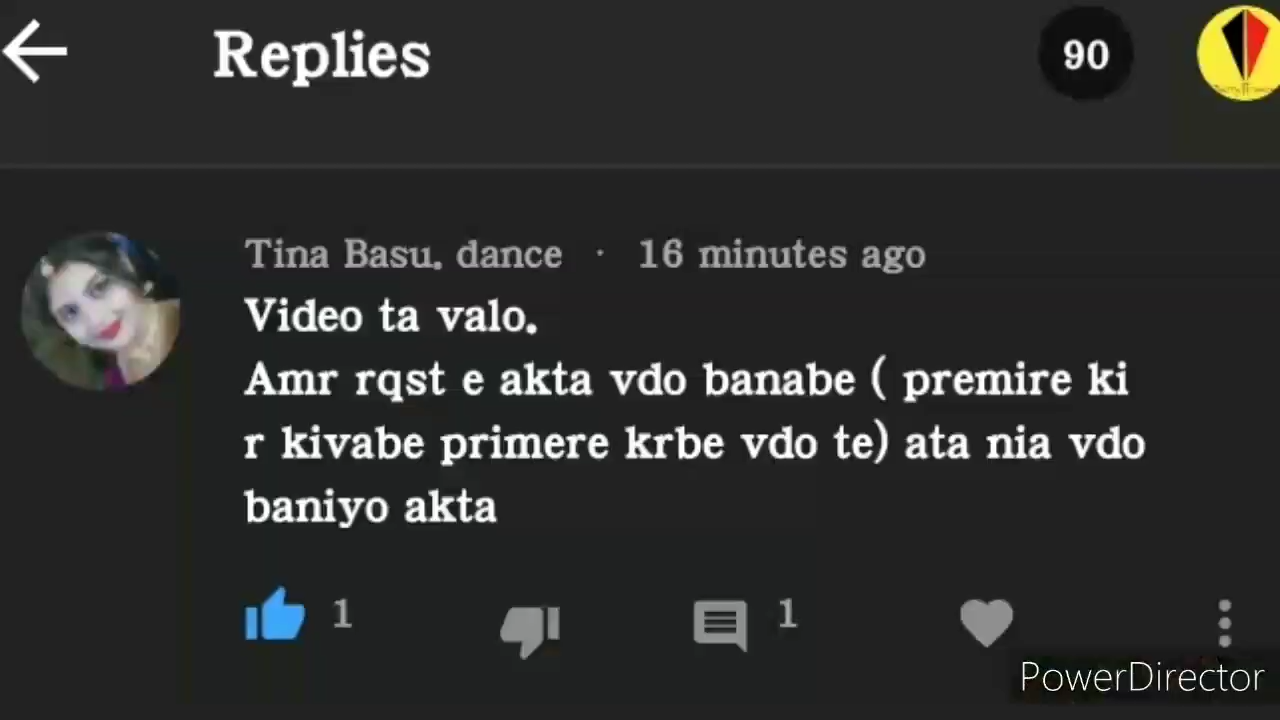 Replies
90
Tina Basu. dance · 16 minutes ago
Video ta valo.
Amr rqst e akta vdo banabe ( premire ki
r kivabe primere krbe vdo te) ata nia vdo
baniyo akta
1
1
PowerDirector